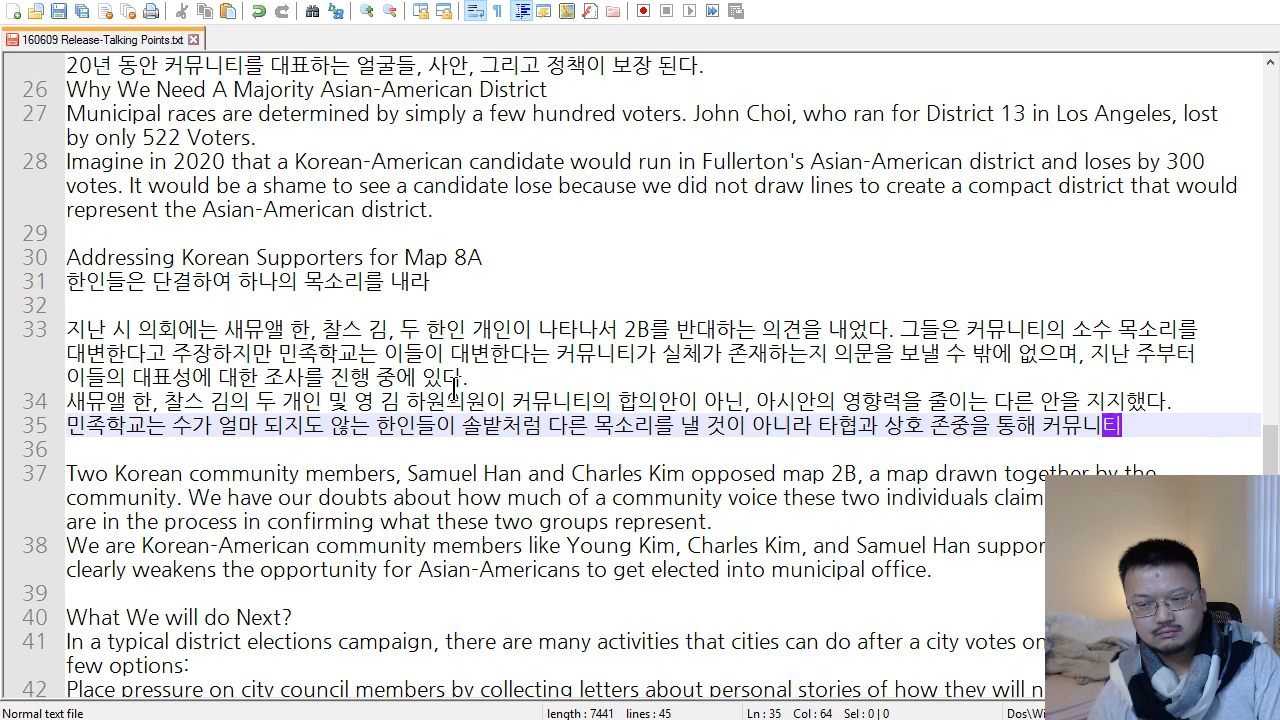 160609 Release-Talking Points.txt
20년 동안 커뮤니티를 대표하는 얼굴들, 사안, 그리고 정책이 보장 된다.
26 Why We Need A Majority Asian-American District
27 Municipal races are determined by simply a few hundred voters. John Choi, who ran for District 13 in Los Angeles, lost
by only 522 Voters.
28 Imagine in 2020 that a Korean-American candidate would run in Fullerton's Asian-American district and loses by 300
votes. It would be a shame to see a candidate lose because we did not draw lines to create a compact district that would
represent the Asian-American district.
29
30 Addressing Korean Supporters for Map 8A
31 한인들은 단결하여 하나의 목소리를 내라
32
33 지난 시 의회에는 새뮤앨 한, 찰스 김, 두 한인 개인이 나타나서 2B를 반대하는 의견을 내었다. 그들은 커뮤니티의 소수 목소리를
대변한다고 주장하지만 민족학교는 이들이 대변한다는 커뮤니티가 실체가 존재하는지 의문을 보낼 수 밖에 없으며, 지난 주부터
이들의 대표성에 대한 조사를 진행 중에 있다.
34 새뮤앨 한, 찰스 김의 두 개인 및 영 김 하원의원이 커뮤니티의 합의안이 아닌, 아시안의 영향력을 줄이는 다른 안을 지지했다.
35 민족학교는 수가 얼마 되지도 않는 한인들이 솔밭처럼 다른 목소리를 낼 것이 아니라 타협과 상호 존중을 통해 커뮤니티
36
37 Two Korean community members, Samuel Han and Charles Kim opposed map 2B, a map drawn together by the
community. We have our doubts about how much of a community voice these two individuals claim
are in the process in confirming what these two groups represent.
38 We are Korean-American community members like Young Kim, Charles Kim, and Samuel Han suppor
clearly weakens the opportunity for Asian-Americans to get elected into municipal office.
39
40 What We will do Next?
41 In a typical district elections campaign, there are many activities that cities can do after a city votes on
few options:
42 Place pressure on city council members by collecting letters about personal stories of how they will n
Normal text file length : 7441 lines : 45 Ln : 35 Col : 64 Sel : 0 | 0 Dos\Wi